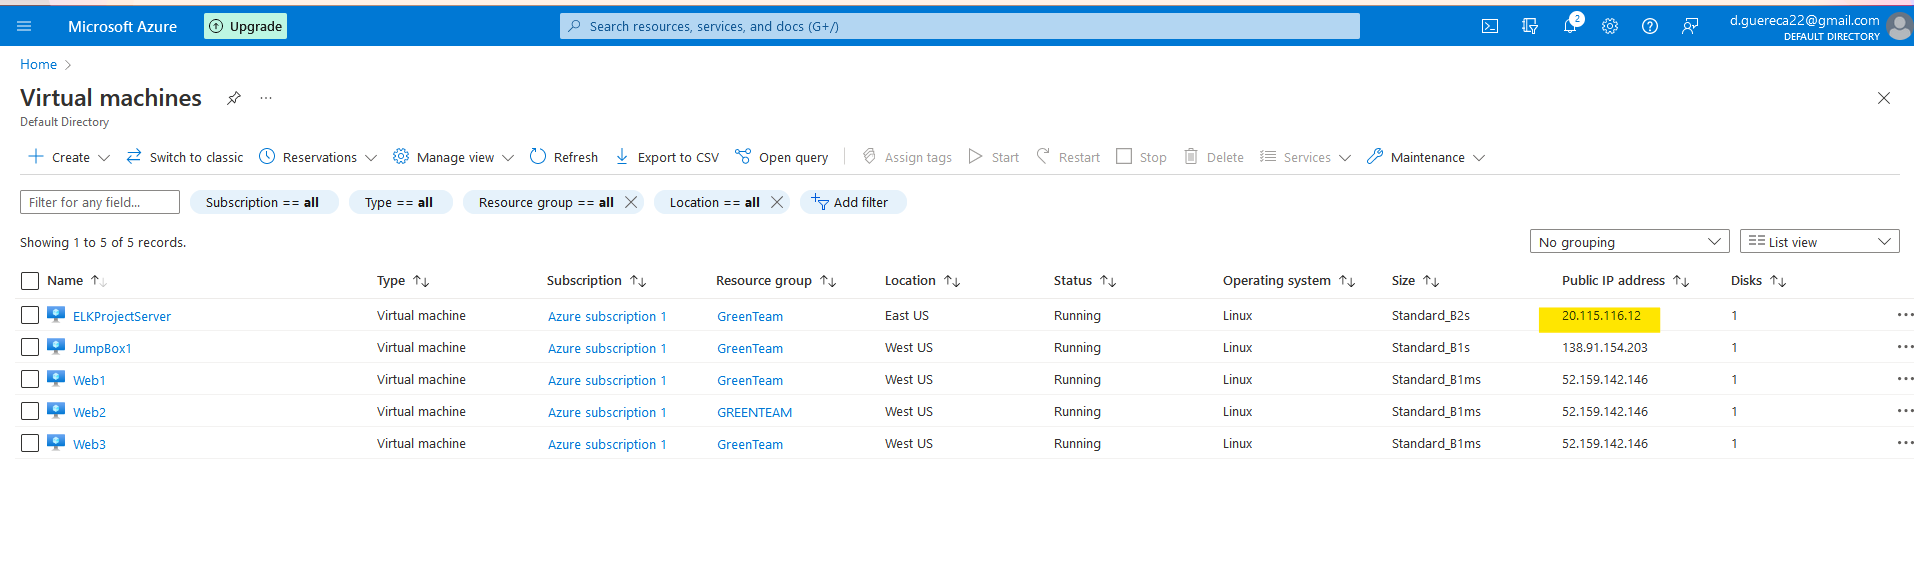 Microsoft Azure Upgrade Search resources, services, and docs (G+/) 2 d.guereca22@gmail.com
DEFAULT DIRECTORY
Home
Virtual machines
Default Directory
Create Switch to classic Reservations Manage view Refresh Export to CSV Open query Assign tags Start Restart Stop Delete Services Maintenance
Filter for any field... Subscription == all Type == all Resource group == all Location == all Add filter
Showing 1 to 5 of 5 records. No grouping List view
Name Type Subscription Resource group Location Status Operating system Size Public IP address Disks
ELKProjectServer Virtual machine Azure subscription 1 GreenTeam East US Running Linux Standard_B2s 20.115.116.12 1
JumpBox1 Virtual machine Azure subscription 1 GreenTeam West US Running Linux Standard_B1s 138.91.154.203 1
Web1 Virtual machine Azure subscription 1 GreenTeam West US Running Linux Standard_B1ms 52.159.142.146 1
Web2 Virtual machine Azure subscription 1 GREENTEAM West US Running Linux Standard_B1ms 52.159.142.146 1
Web3 Virtual machine Azure subscription 1 GreenTeam West US Running Linux Standard_B1ms 52.159.142.146 1